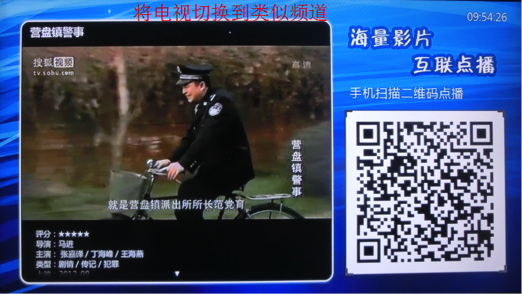 将电视切换到类似频道
营盘镇警事
09:54:26
搜狐视频
tv.sohu.com
高清
海量影片
互联点播
手机扫描二维码点播
营盘镇警事
就是营盘镇派出所所长范党育
评分：★★★★★
导演：马进
主演：张嘉泽 / 丁海峰 / 王海燕
类型：剧情 / 传记 / 犯罪